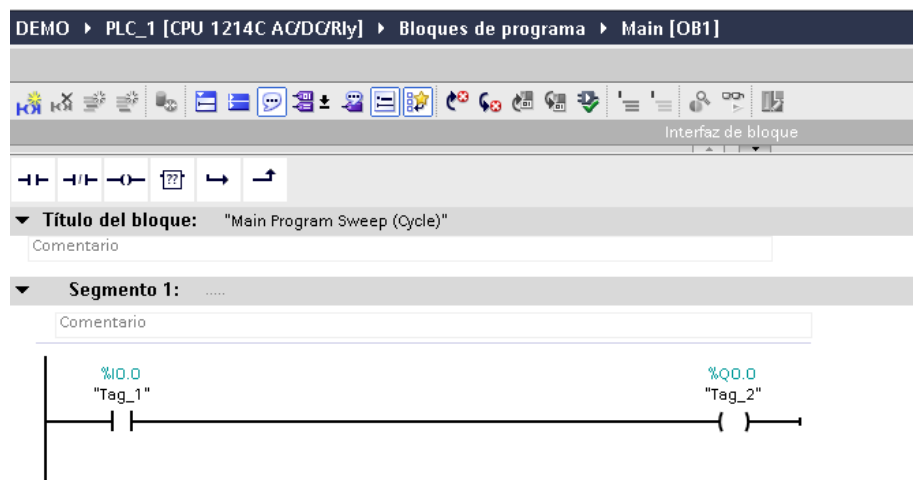 DEMO ▸ PLC_1 [CPU 1214C AC/DC/Rly] ▸ Bloques de programa ▸ Main [OB1]
Interfaz de bloque
??
Título del bloque: "Main Program Sweep (Cycle)"
Comentario
Segmento 1: .....
Comentario
%I0.0 %Q0.0
"Tag_1" "Tag_2"